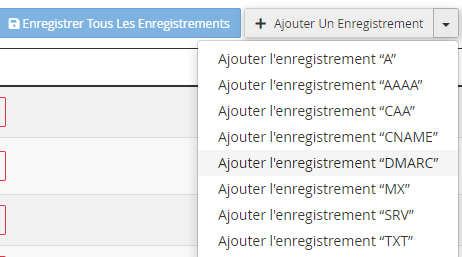 Enregistrer Tous Les Enregistrements
Ajouter Un Enregistrement
Ajouter l'enregistrement “A”
Ajouter l'enregistrement “AAAA”
Ajouter l'enregistrement “CAA”
Ajouter l'enregistrement “CNAME”
Ajouter l'enregistrement “DMARC”
Ajouter l'enregistrement “MX”
Ajouter l'enregistrement “SRV”
Ajouter l'enregistrement “TXT”